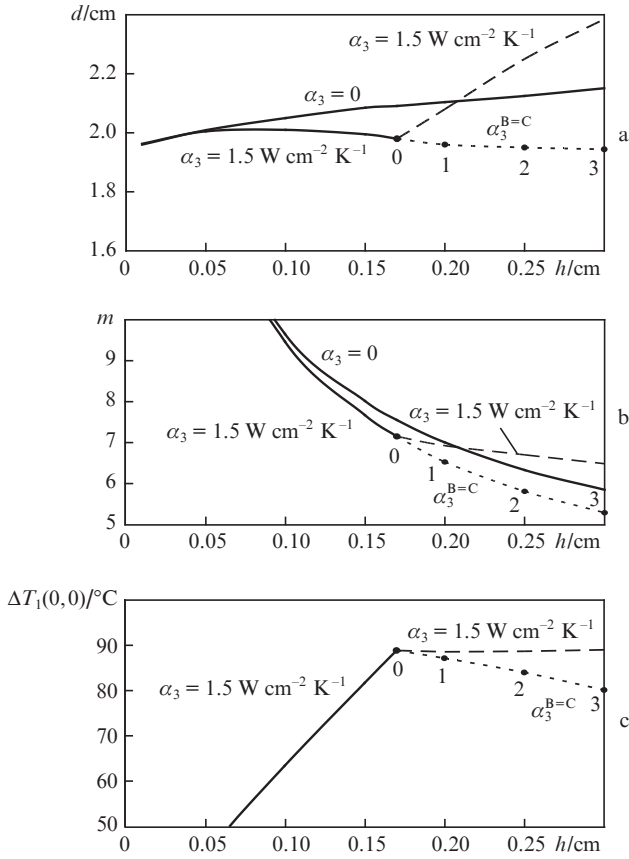 d/cm
α₃ = 1.5 W cm⁻² K⁻¹
2.2
α₃ = 0
2.0
α₃ᴮ⁼ᶜ
a
α₃ = 1.5 W cm⁻² K⁻¹
0 1 2 3
1.8
1.6
0 0.05 0.10 0.15 0.20 0.25 h/cm
m
9
α₃ = 0
8
α₃ = 1.5 W cm⁻² K⁻¹
b
7
α₃ = 1.5 W cm⁻² K⁻¹
0
6
1
α₃ᴮ⁼ᶜ
2 3
5
0 0.05 0.10 0.15 0.20 0.25 h/cm
ΔT₁(0,0)/°C
90
α₃ = 1.5 W cm⁻² K⁻¹
0 1 2 3
80
α₃ = 1.5 W cm⁻² K⁻¹
α₃ᴮ⁼ᶜ
c
70
60
50
0 0.05 0.10 0.15 0.20 0.25 h/cm